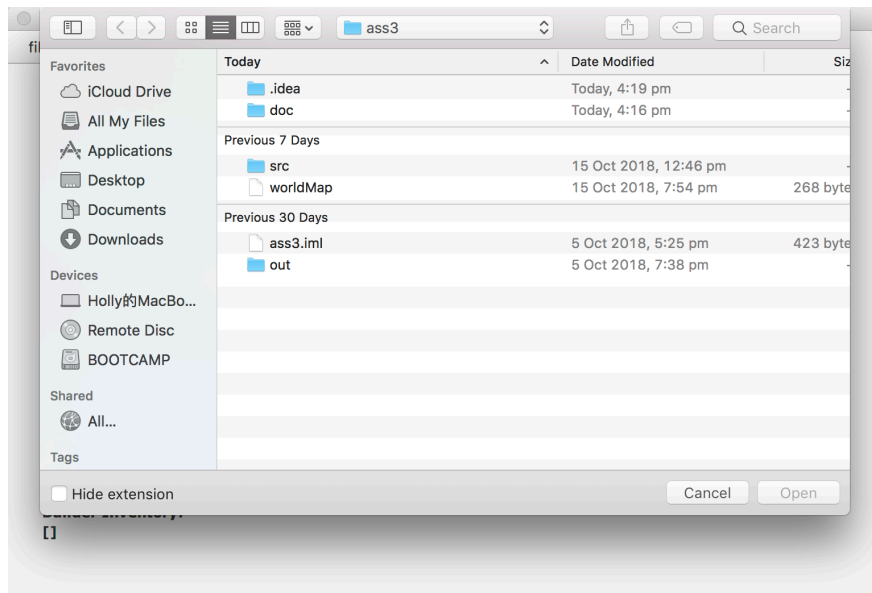 ass3
Search
fil
Favorites
iCloud Drive
All My Files
Applications
Desktop
Documents
Downloads
Devices
Holly的MacBo...
Remote Disc
BOOTCAMP
Shared
All...
Tags
Today Date Modified Siz
.idea Today, 4:19 pm -
doc Today, 4:16 pm -
Previous 7 Days
src 15 Oct 2018, 12:46 pm -
worldMap 15 Oct 2018, 7:54 pm 268 byte
Previous 30 Days
ass3.iml 5 Oct 2018, 5:25 pm 423 byte
out 5 Oct 2018, 7:38 pm -
Hide extension Cancel Open
Builder Inventory:
[]